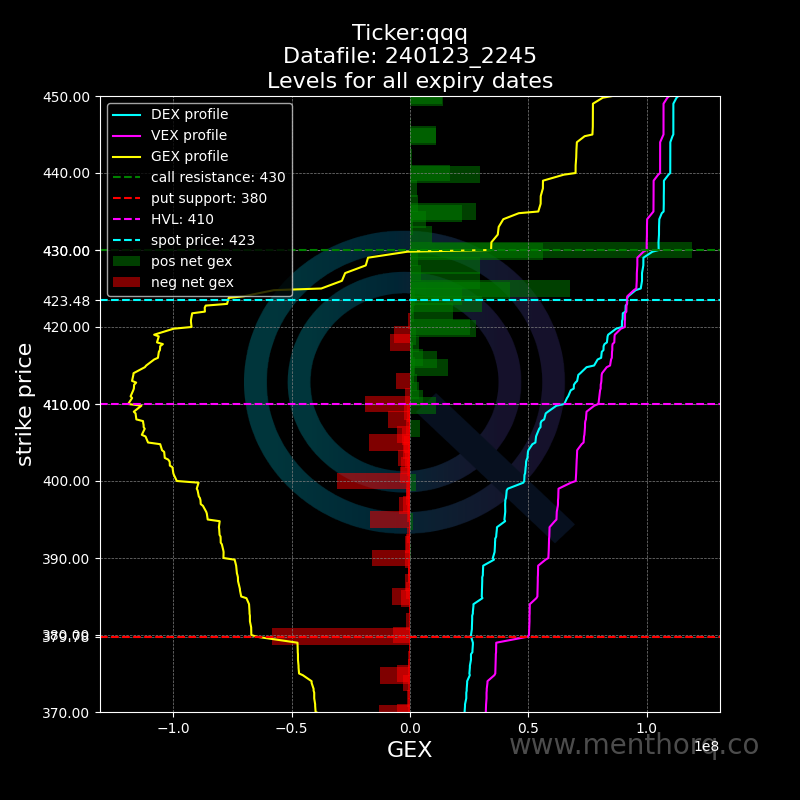 Ticker:qqq
Datafile: 240123_2245
Levels for all expiry dates
DEX profile
VEX profile
GEX profile
call resistance: 430
put support: 380
HVL: 410
spot price: 423
pos net gex
neg net gex
450.00
440.00
430.00
423.48
420.00
410.00
400.00
390.00
380.00
370.00
strike price
−1.0
−0.5
0.0
0.5
1.0
1e8
GEX
www.menthorq.co